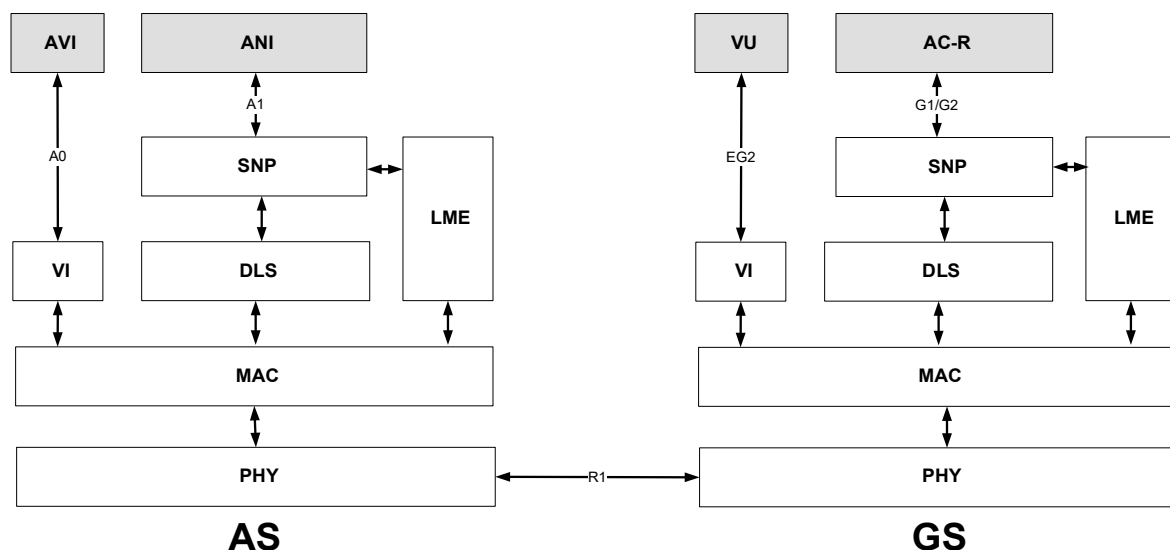 AVI
ANI
VU
AC-R
A1
G1/G2
A0
SNP
EG2
SNP
LME
LME
VI
DLS
VI
DLS
MAC
MAC
PHY
R1
PHY
AS
GS